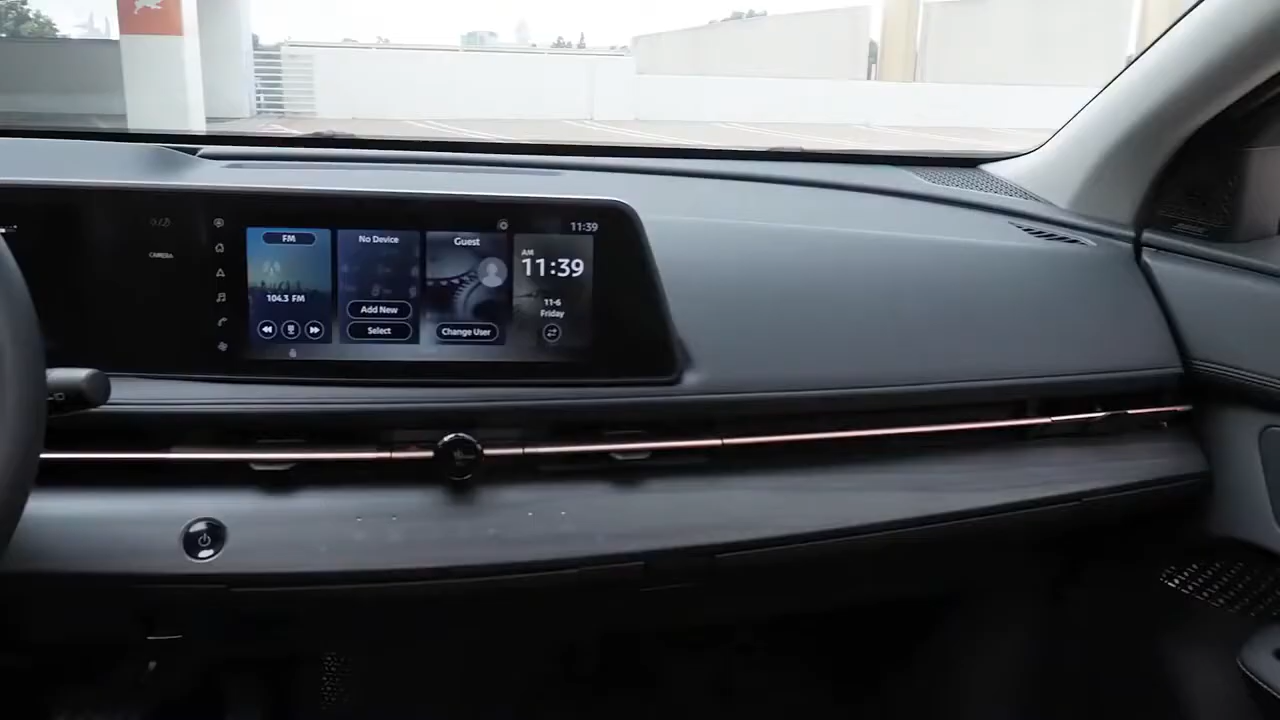 CAMERA
FM
104.3 FM
No Device
Add New
Select
Guest
Change User
11:39
AM
11:39
11-6
Friday